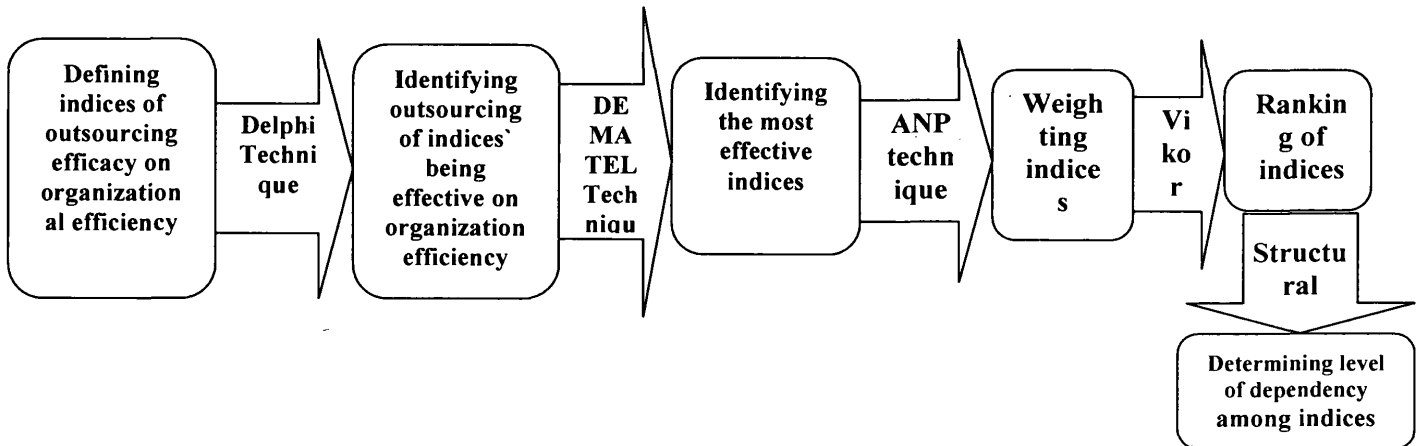 Defining
indices of
outsourcing
efficacy on
organization
al efficiency
Delphi
Techni
que
Identifying
outsourcing
of indices`
being
effective on
organization
efficiency
DE
MA
TEL
Tech
niqu
Identifying
the most
effective
indices
ANP
techn
ique
Weigh
ting
indice
s
Vi
ko
r
Rankin
g of
indices
Structu
ral
Determining level
of dependency
among indices